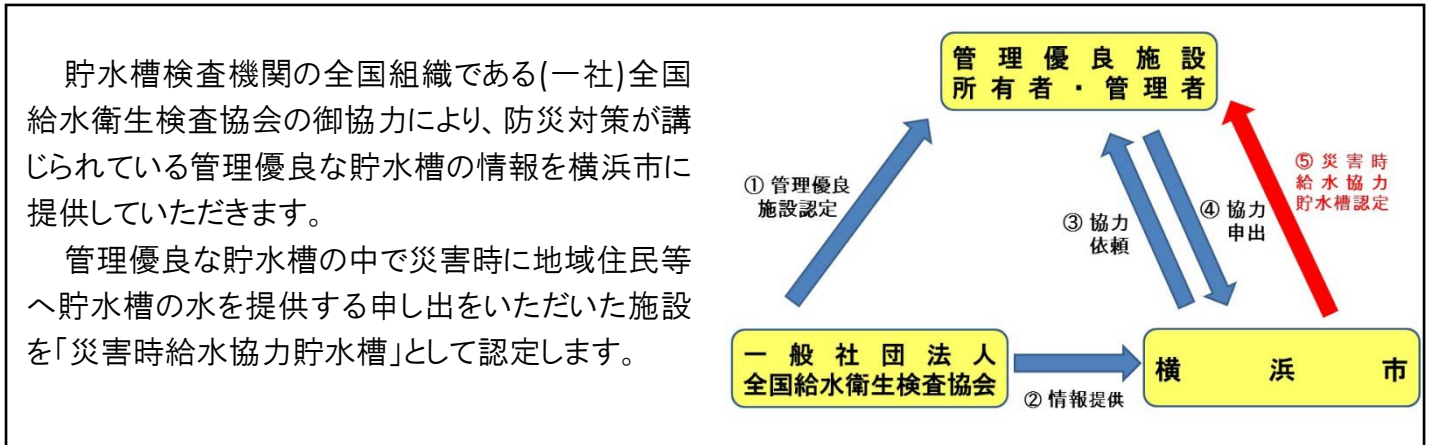 貯水槽検査機関の全国組織である(一社)全国
給水衛生検査協会の御協力により、防災対策が講
じられている管理優良な貯水槽の情報を横浜市に
提供していただきます。
管理優良な貯水槽の中で災害時に地域住民等
へ貯水槽の水を提供する申し出をいただいた施設
を「災害時給水協力貯水槽」として認定します。
管理優良施設
所有者・管理者
① 管理優良
施設認定
③ 協力
依頼
④ 協力
申出
⑤ 災害時
給水協力
貯水槽認定
一般社団法人
全国給水衛生検査協会
② 情報提供
横浜市